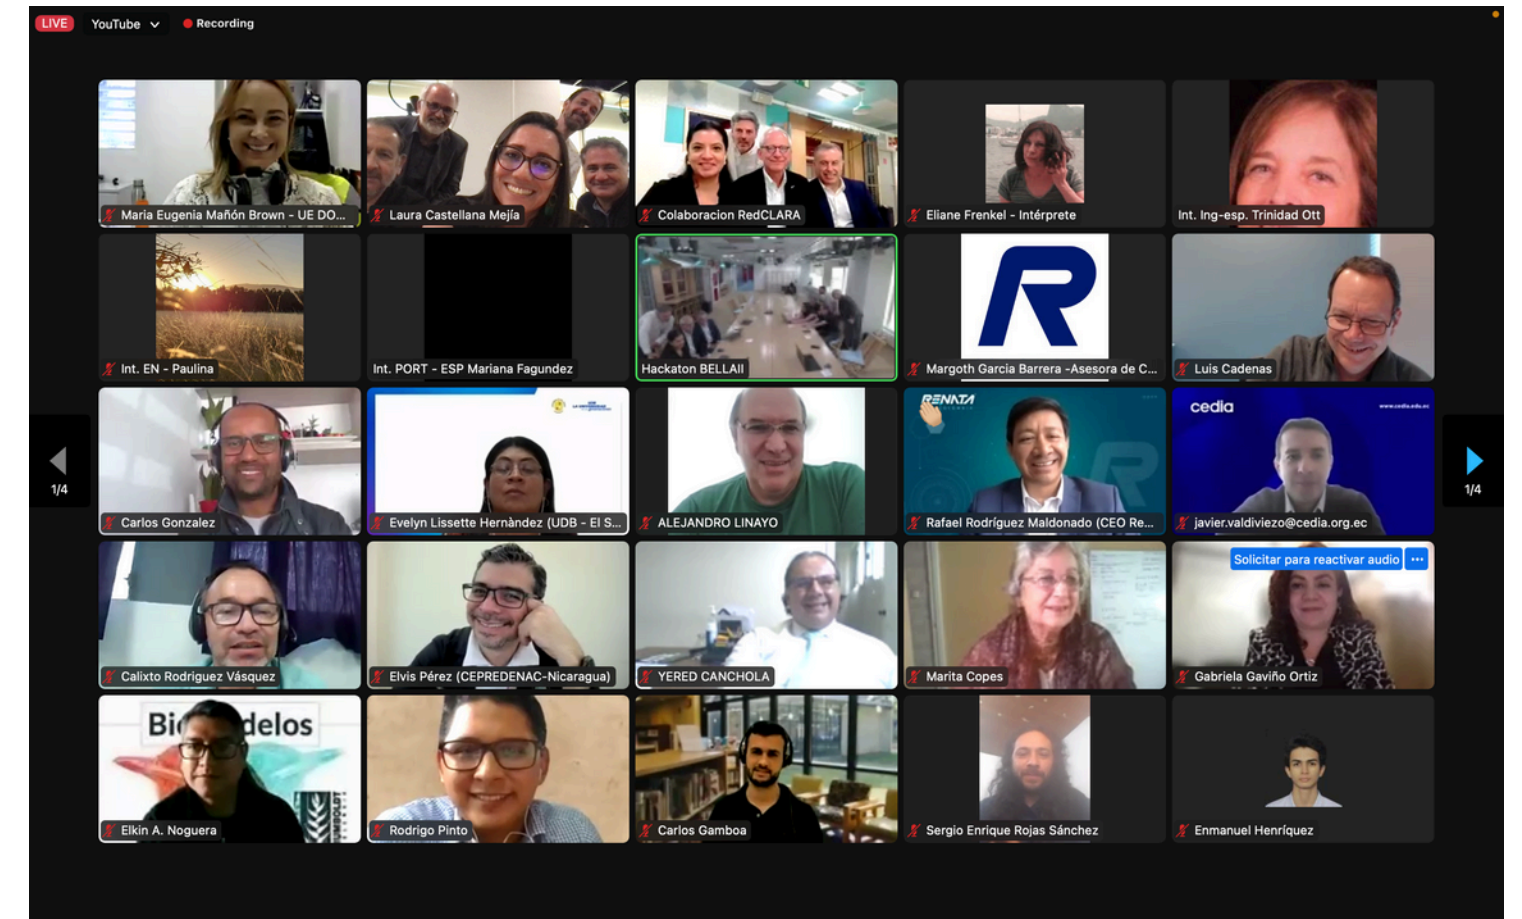 LIVE YouTube Recording
Maria Eugenia Mañón Brown - UE DO...
Laura Castellana Mejía
Colaboracion RedCLARA
Eliane Frenkel - Intérprete
Int. Ing-esp. Trinidad Ott
Int. EN - Paulina
Int. PORT - ESP Mariana Fagundez
Hackaton BELLAII
R
Margoth Garcia Barrera -Asesora de C...
Luis Cadenas
1/4
Carlos Gonzalez
Evelyn Lissette Hernàndez (UDB - El S...
ALEJANDRO LINAYO
RENATA
R
Rafael Rodríguez Maldonado (CEO Re...
cedia
www.cedia.edu.ec
javier.valdiviezo@cedia.org.ec
1/4
Calixto Rodriguez Vásquez
Elvis Pérez (CEPREDENAC-Nicaragua)
YERED CANCHOLA
Marita Copes
Solicitar para reactivar audio ...
Gabriela Gaviño Ortiz
Elkin A. Noguera
Rodrigo Pinto
Carlos Gamboa
Sergio Enrique Rojas Sánchez
Enmanuel Henríquez